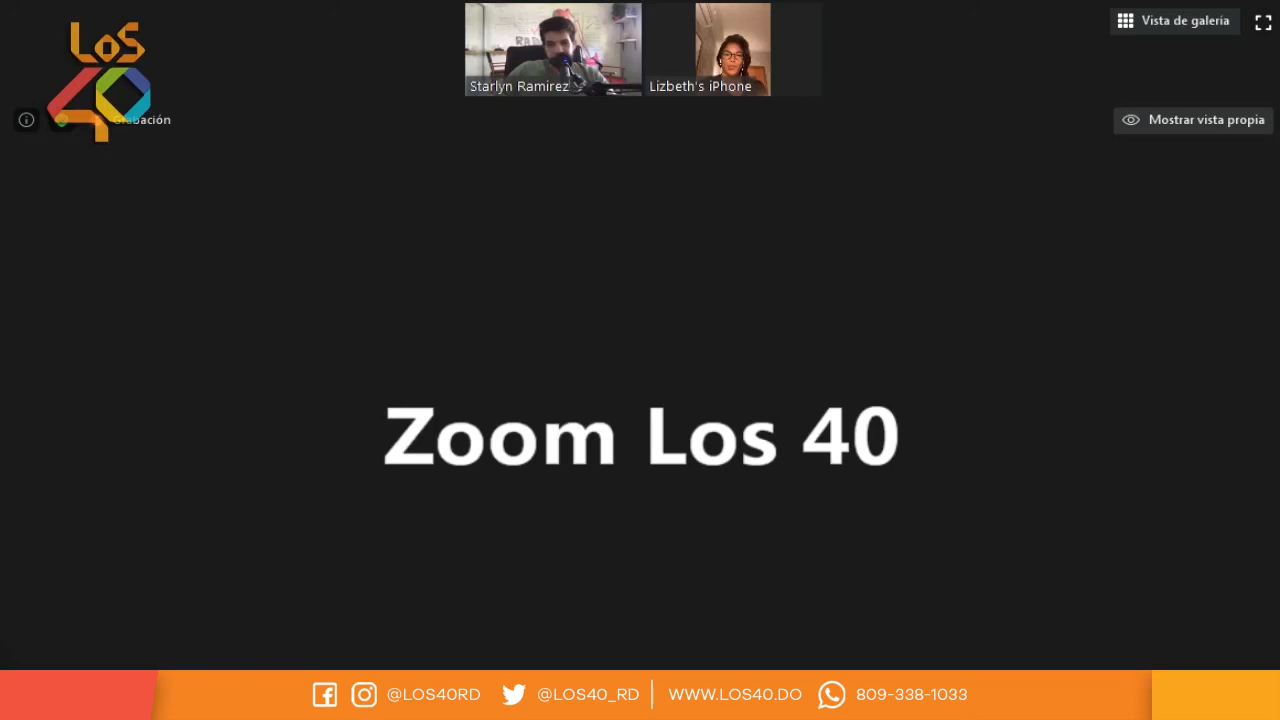 LOS
40
Starlyn Ramirez
Lizbeth's iPhone
Vista de galería
Grabación
Mostrar vista propia
Zoom Los 40
@LOS40RD
@LOS40_RD
WWW.LOS40.DO
809-338-1033